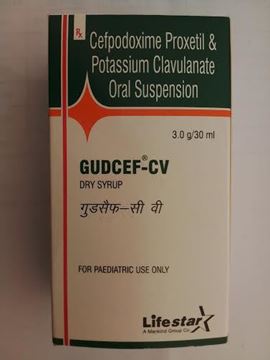 Rx
Cefpodoxime Proxetil &
Potassium Clavulanate
Oral Suspension
3.0 g/30 ml
GUDCEF®-CV
DRY SYRUP
गुडसैफ-सी वी
FOR PAEDIATRIC USE ONLY
Lifestar
A Mankind Group Co